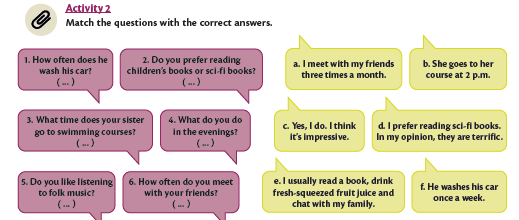 Activity 2
Match the questions with the correct answers.
1. How often does he
wash his car?
( ... )
2. Do you prefer reading
children's books or sci-fi books?
( ... )
a. I meet with my friends
three times a month.
b. She goes to her
course at 2 p.m.
3. What time does your sister
go to swimming courses?
( ... )
4. What do you do
in the evenings?
( ... )
c. Yes, I do. I think
it's impressive.
d. I prefer reading sci-fi books.
In my opinion, they are terrific.
5. Do you like listening
to folk music?
( ... )
6. How often do you meet
with your friends?
( ... )
e. I usually read a book, drink
fresh-squeezed fruit juice and
chat with my family.
f. He washes his car
once a week.